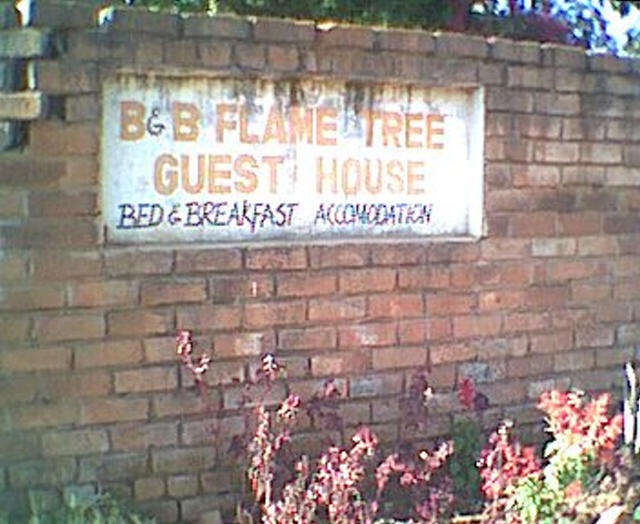 B&B FLAME TREE
GUEST HOUSE
BED & BREAKFAST ACCOMODATION